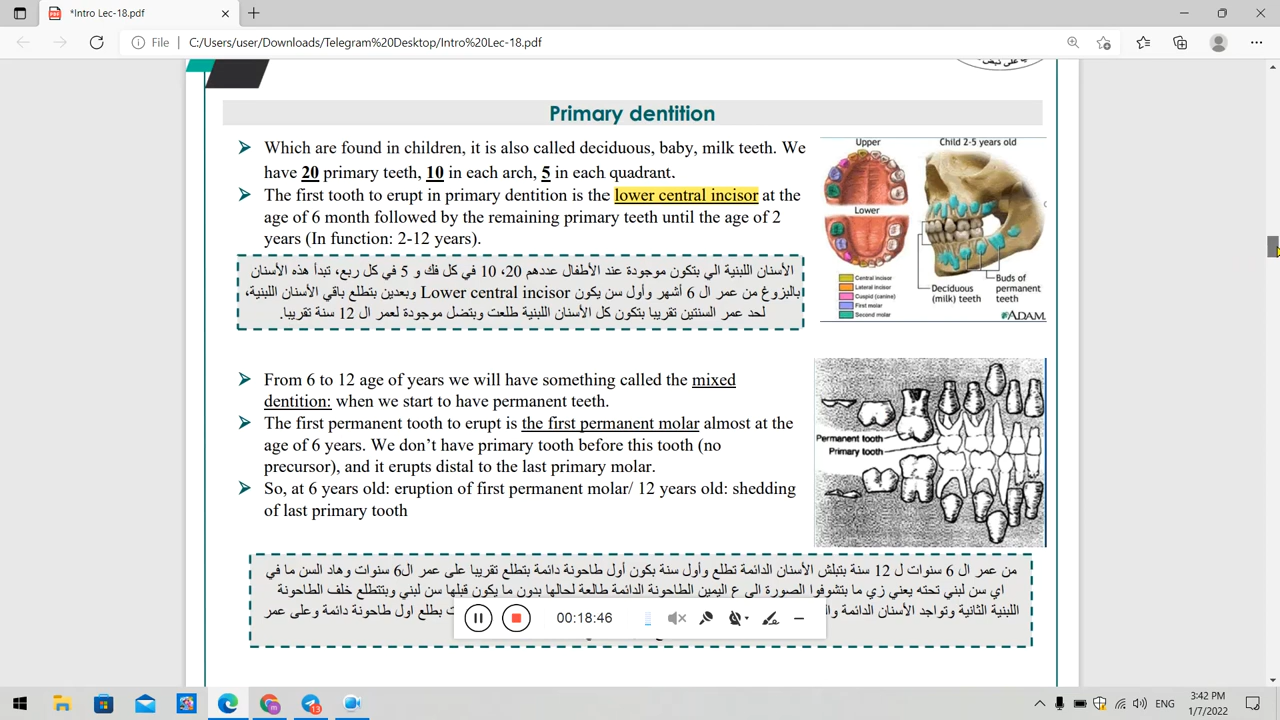 *Intro Lec-18.pdf
File
C:/Users/user/Downloads/Telegram%20Desktop/Intro%20Lec-18.pdf
Primary dentition
Which are found in children, it is also called deciduous, baby, milk teeth. We
have 20 primary teeth, 10 in each arch, 5 in each quadrant.
The first tooth to erupt in primary dentition is the lower central incisor at the
age of 6 month followed by the remaining primary teeth until the age of 2
years (In function: 2-12 years).
الأسنان اللبنية الي بتكون موجودة عند الأطفال عددهم 20، 10 في كل فك و 5 في كل ربع، تبدأ هذه الأسنان
بالبزوغ من عمر ال 6 أشهر وأول سن يكون Lower central incisor وبعدين بتطلع باقي الأسنان اللبنية،
لحد عمر السنتين تقريبا بتكون كل الأسنان اللبنية طلعت وبتضل موجودة لعمر ال 12 سنة تقريبا.
Upper
Child 2-5 years old
Lower
Central incisor
Lateral incisor
Cuspid (canine)
First molar
Second molar
Deciduous
(milk) teeth
Buds of
permanent
teeth
ADAM
From 6 to 12 age of years we will have something called the mixed
dentition: when we start to have permanent teeth.
The first permanent tooth to erupt is the first permanent molar almost at the
age of 6 years. We don't have primary tooth before this tooth (no
precursor), and it erupts distal to the last primary molar.
So, at 6 years old: eruption of first permanent molar/ 12 years old: shedding
of last primary tooth
Permanent tooth
Primary tooth
من عمر ال 6 سنوات ل 12 سنة بتبلش الأسنان الدائمة تطلع وأول سنة بكون أول طاحونة دائمة بتطلع تقريبا على عمر ال6 سنوات وهاد السن ما في
اي سن لبني تحته يعني زي ما بتشوفوا الصورة الى ع اليمين الطاحونة الدائمة طالعة لحالها بدون ما يكون قبلها سن لبني وبتتطلع خلف الطاحونة
اللبنية الثانية وتواجد الأسنان الدائمة بطلع اول طاحونة دائمة وعلى عمر
00:18:46
13
ENG
3:42 PM
1/7/2022